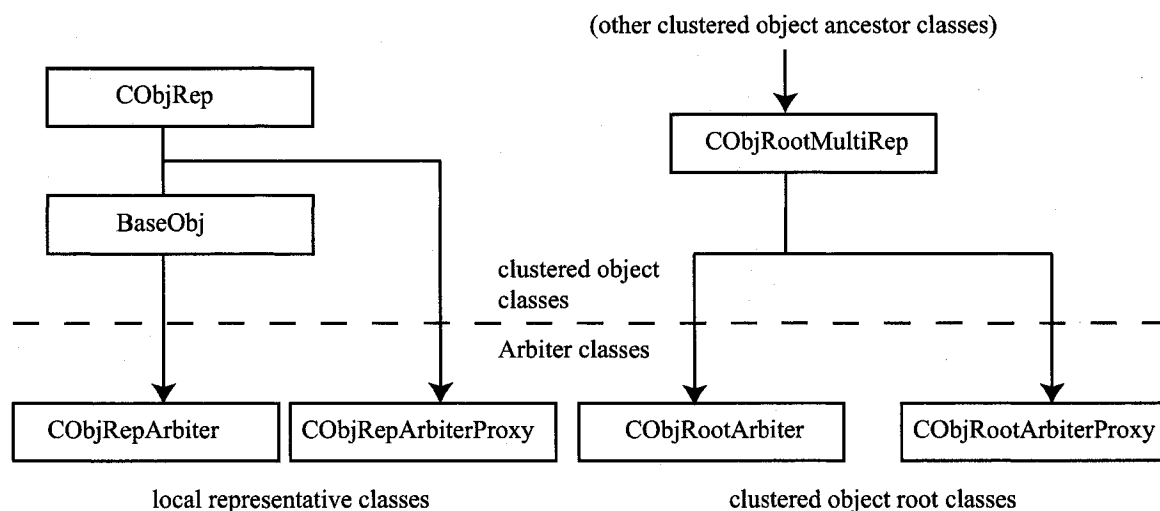 (other clustered object ancestor classes)
CObjRep
CObjRootMultiRep
BaseObj
clustered object
classes
Arbiter classes
CObjRepArbiter
CObjRepArbiterProxy
CObjRootArbiter
CObjRootArbiterProxy
local representative classes
clustered object root classes